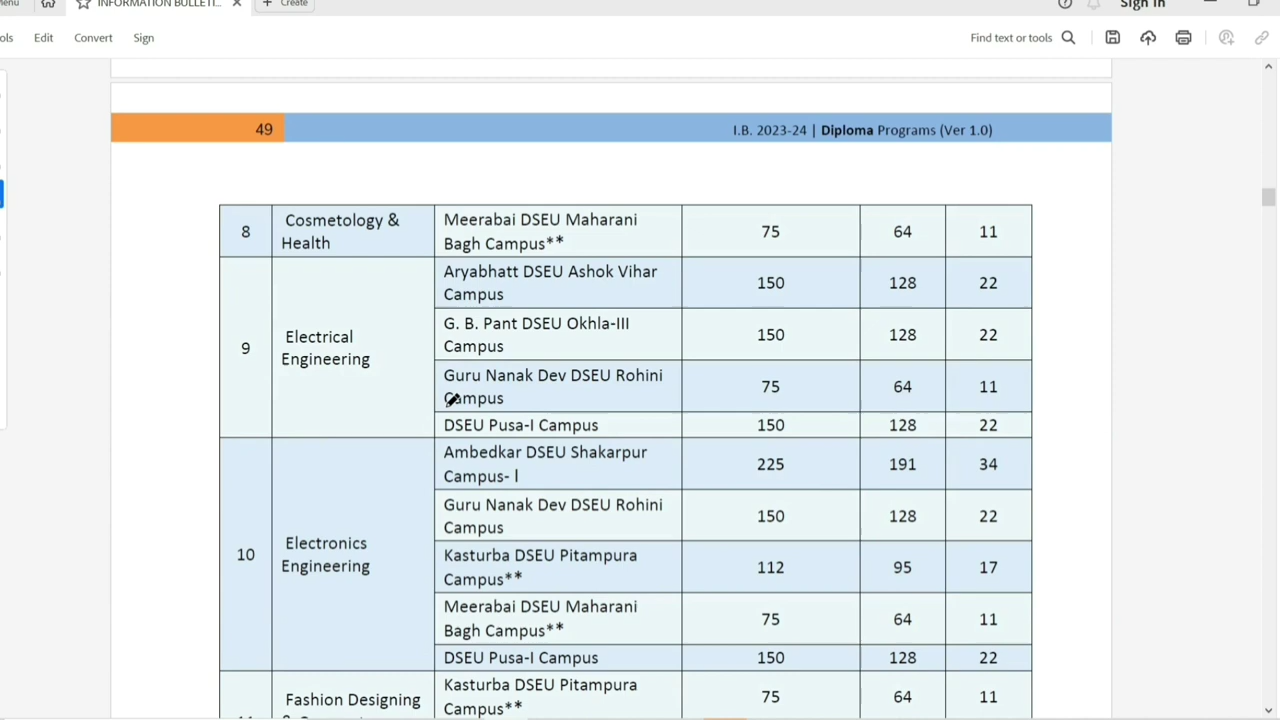 Menu
INFORMATION BULLETI...
Create
Sign in
Edit
Convert
Sign
Find text or tools
49
I.B. 2023-24 | Diploma Programs (Ver 1.0)
8
Cosmetology &
Health
Meerabai DSEU Maharani
Bagh Campus**
75
64
11
9
Electrical
Engineering
Aryabhatt DSEU Ashok Vihar
Campus
150
128
22
G. B. Pant DSEU Okhla-III
Campus
150
128
22
Guru Nanak Dev DSEU Rohini
Campus
75
64
11
DSEU Pusa-I Campus
150
128
22
10
Electronics
Engineering
Ambedkar DSEU Shakarpur
Campus- I
225
191
34
Guru Nanak Dev DSEU Rohini
Campus
150
128
22
Kasturba DSEU Pitampura
Campus**
112
95
17
Meerabai DSEU Maharani
Bagh Campus**
75
64
11
DSEU Pusa-I Campus
150
128
22
Fashion Designing
Kasturba DSEU Pitampura
Campus**
75
64
11